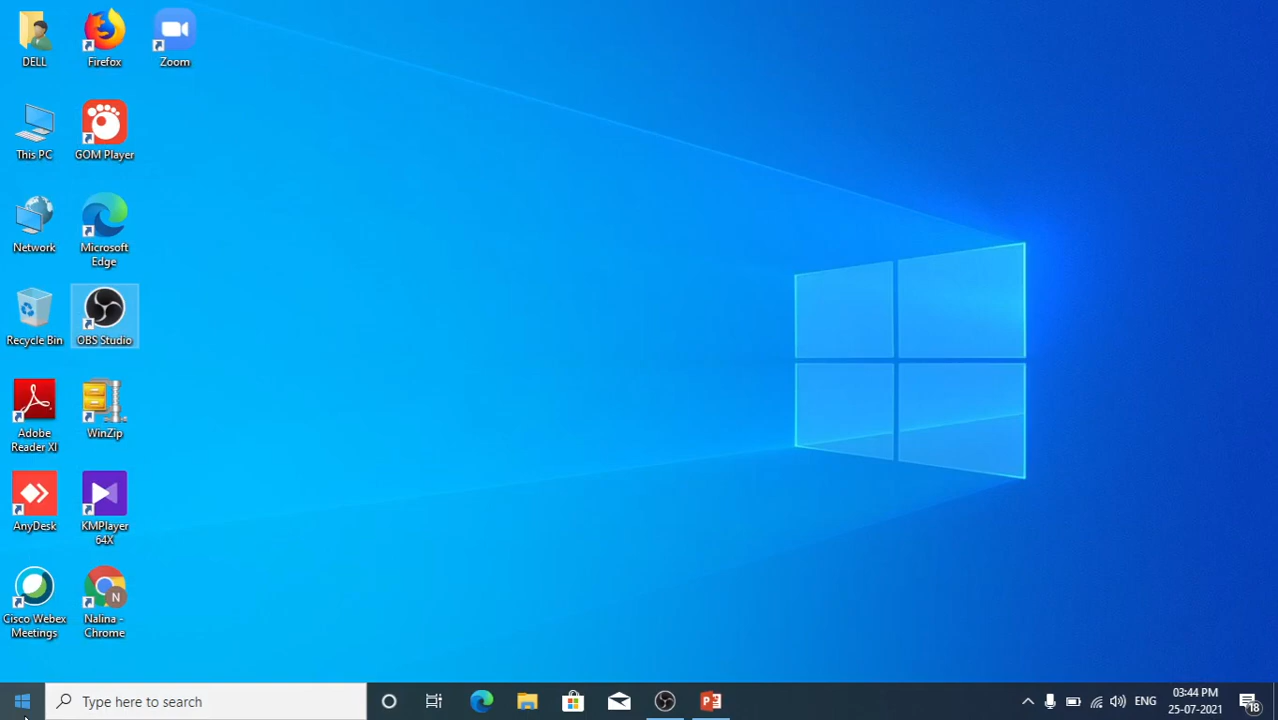 DELL
Firefox
Zoom
This PC
GOM Player
Network
Microsoft
Edge
Recycle Bin
OBS Studio
Adobe
Reader XI
WinZip
AnyDesk
KMPlayer
64X
Cisco Webex
Meetings
N
Nalina -
Chrome
Type here to search
ENG
03:44 PM
25-07-2021
18